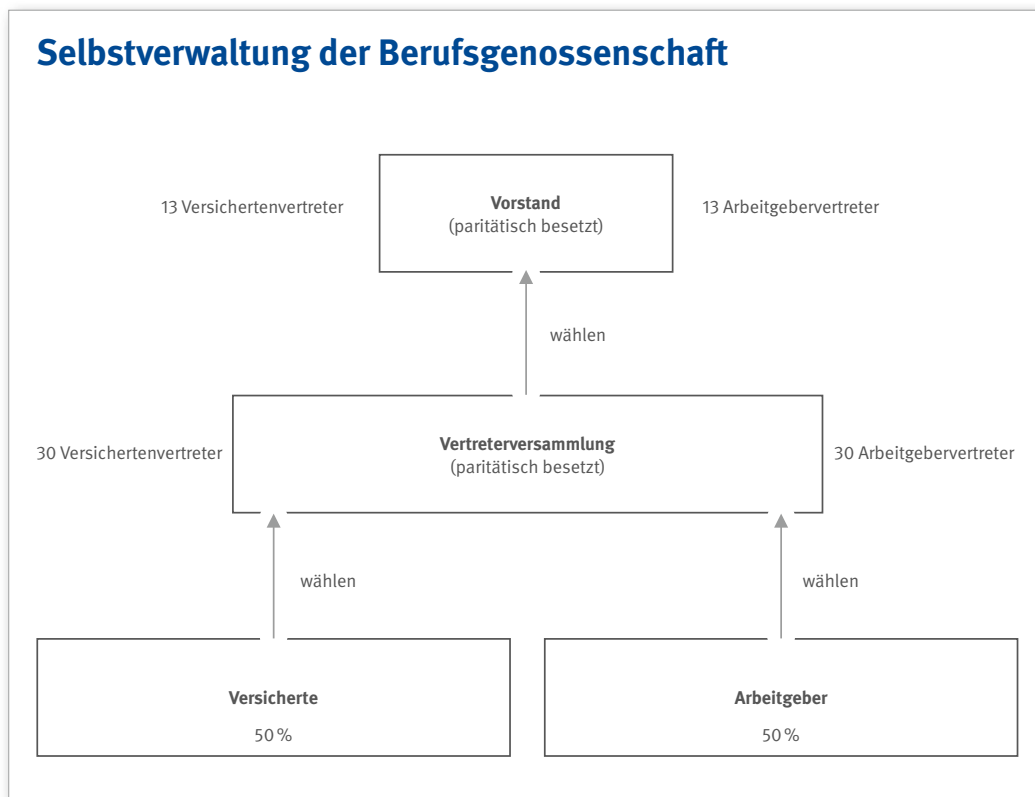 Selbstverwaltung der Berufsgenossenschaft
13 Versichertenvertreter
Vorstand
(paritätisch besetzt)
13 Arbeitgebervertreter
wählen
30 Versichertenvertreter
Vertreterversammlung
(paritätisch besetzt)
30 Arbeitgebervertreter
wählen
wählen
Versicherte
50 %
Arbeitgeber
50 %